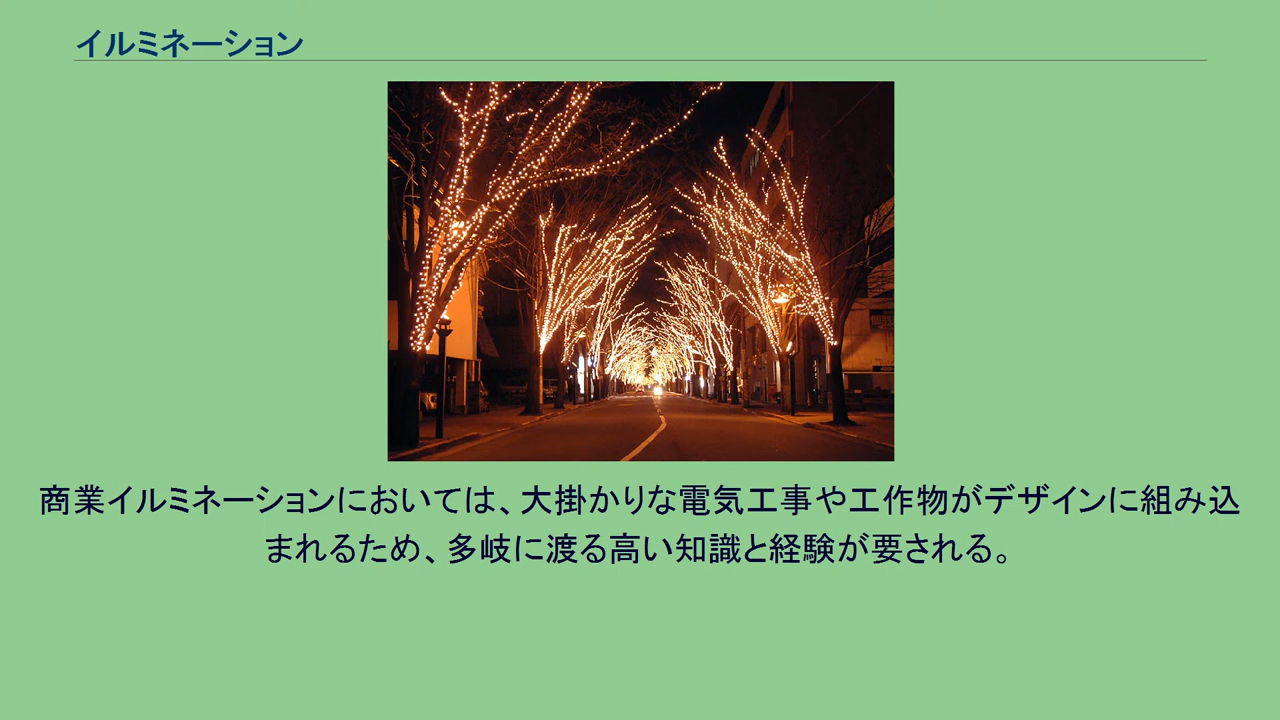 イルミネーション
商業イルミネーションにおいては、大掛かりな電気工事や工作物がデザインに組み込
まれるため、多岐に渡る高い知識と経験が要される。